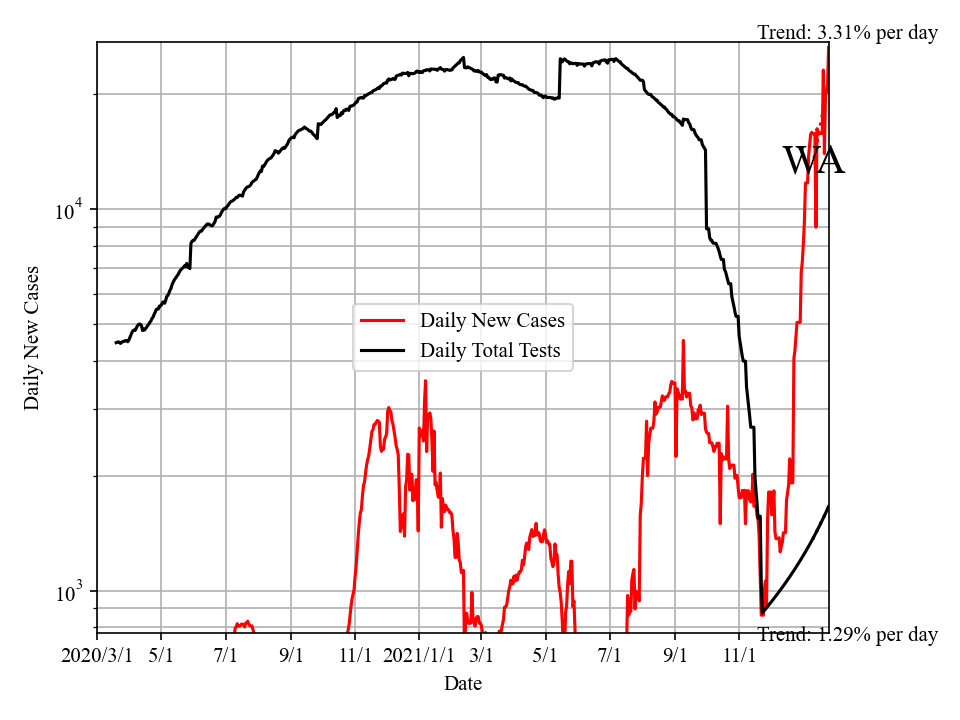 Trend: 3.31% per day
WA
10^4
10^3
Daily New Cases
Daily New Cases
Daily Total Tests
Trend: 1.29% per day
2020/3/1 5/1 7/1 9/1 11/1 2021/1/1 3/1 5/1 7/1 9/1 11/1
Date